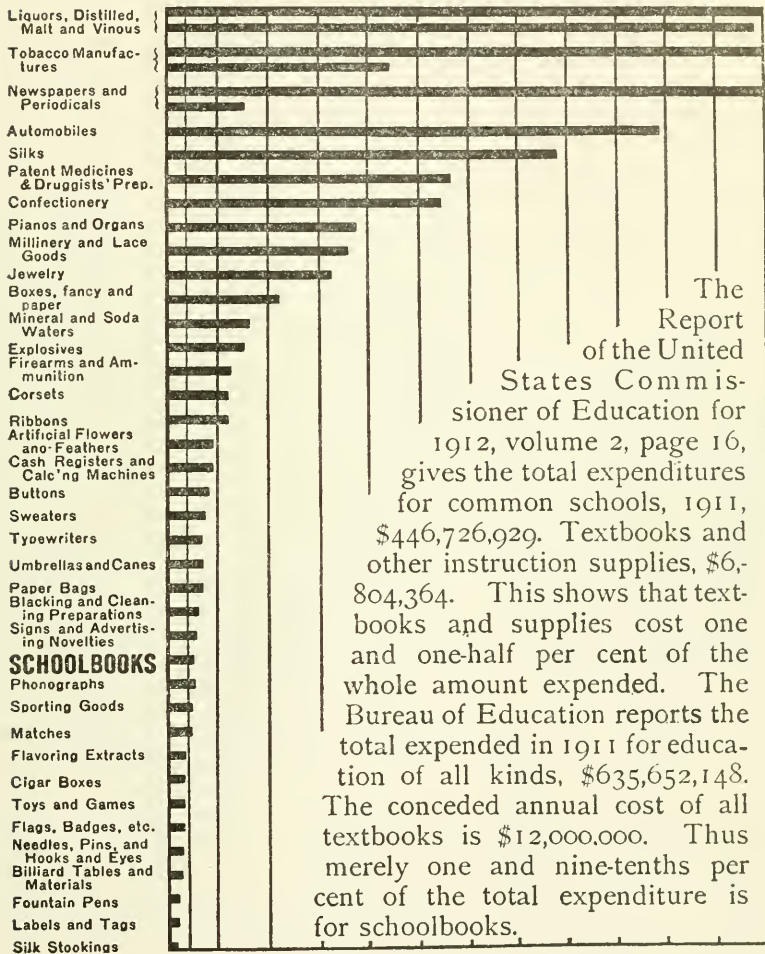 Liquors, Distilled,
Malt and Vinous
Tobacco Manufac-
tures
Newspapers and
Periodicals
Automobiles
Silks
Patent Medicines
& Druggists' Prep.
Confectionery
Pianos and Organs
Millinery and Lace
Goods
Jewelry
Boxes, fancy and
paper
Mineral and Soda
Waters
Explosives
Firearms and Am-
munition
Corsets
Ribbons
Artificial Flowers
and Feathers
Cash Registers and
Calc'ng Machines
Buttons
Sweaters
Typewriters
Umbrellas and Canes
Paper Bags
Blacking and Clean-
ing Preparations
Signs and Advertis-
ing Novelties
SCHOOLBOOKS
Phonographs
Sporting Goods
Matches
Flavoring Extracts
Cigar Boxes
Toys and Games
Flags, Badges, etc.
Needles, Pins, and
Hooks and Eyes
Billiard Tables and
Materials
Fountain Pens
Labels and Tags
Silk Stockings
The
Report
of the United
States Commis-
sioner of Education for
1912, volume 2, page 16,
gives the total expenditures
for common schools, 1911,
$446,726,929. Textbooks and
other instruction supplies, $6,-
804,364. This shows that text-
books and supplies cost one
and one-half per cent of the
whole amount expended. The
Bureau of Education reports the
total expended in 1911 for educa-
tion of all kinds, $635,652,148.
The conceded annual cost of all
textbooks is $12,000.000. Thus
merely one and nine-tenths per
cent of the total expenditure is
for schoolbooks.